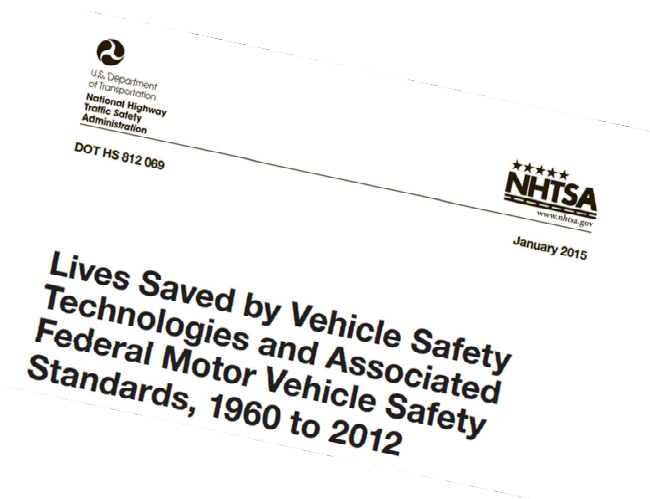 U.S. Department
of Transportation
National Highway
Traffic Safety
Administration
DOT HS 812 069
NHTSA
www.nhtsa.gov
January 2015
Lives Saved by Vehicle Safety
Technologies and Associated
Federal Motor Vehicle Safety
Standards, 1960 to 2012